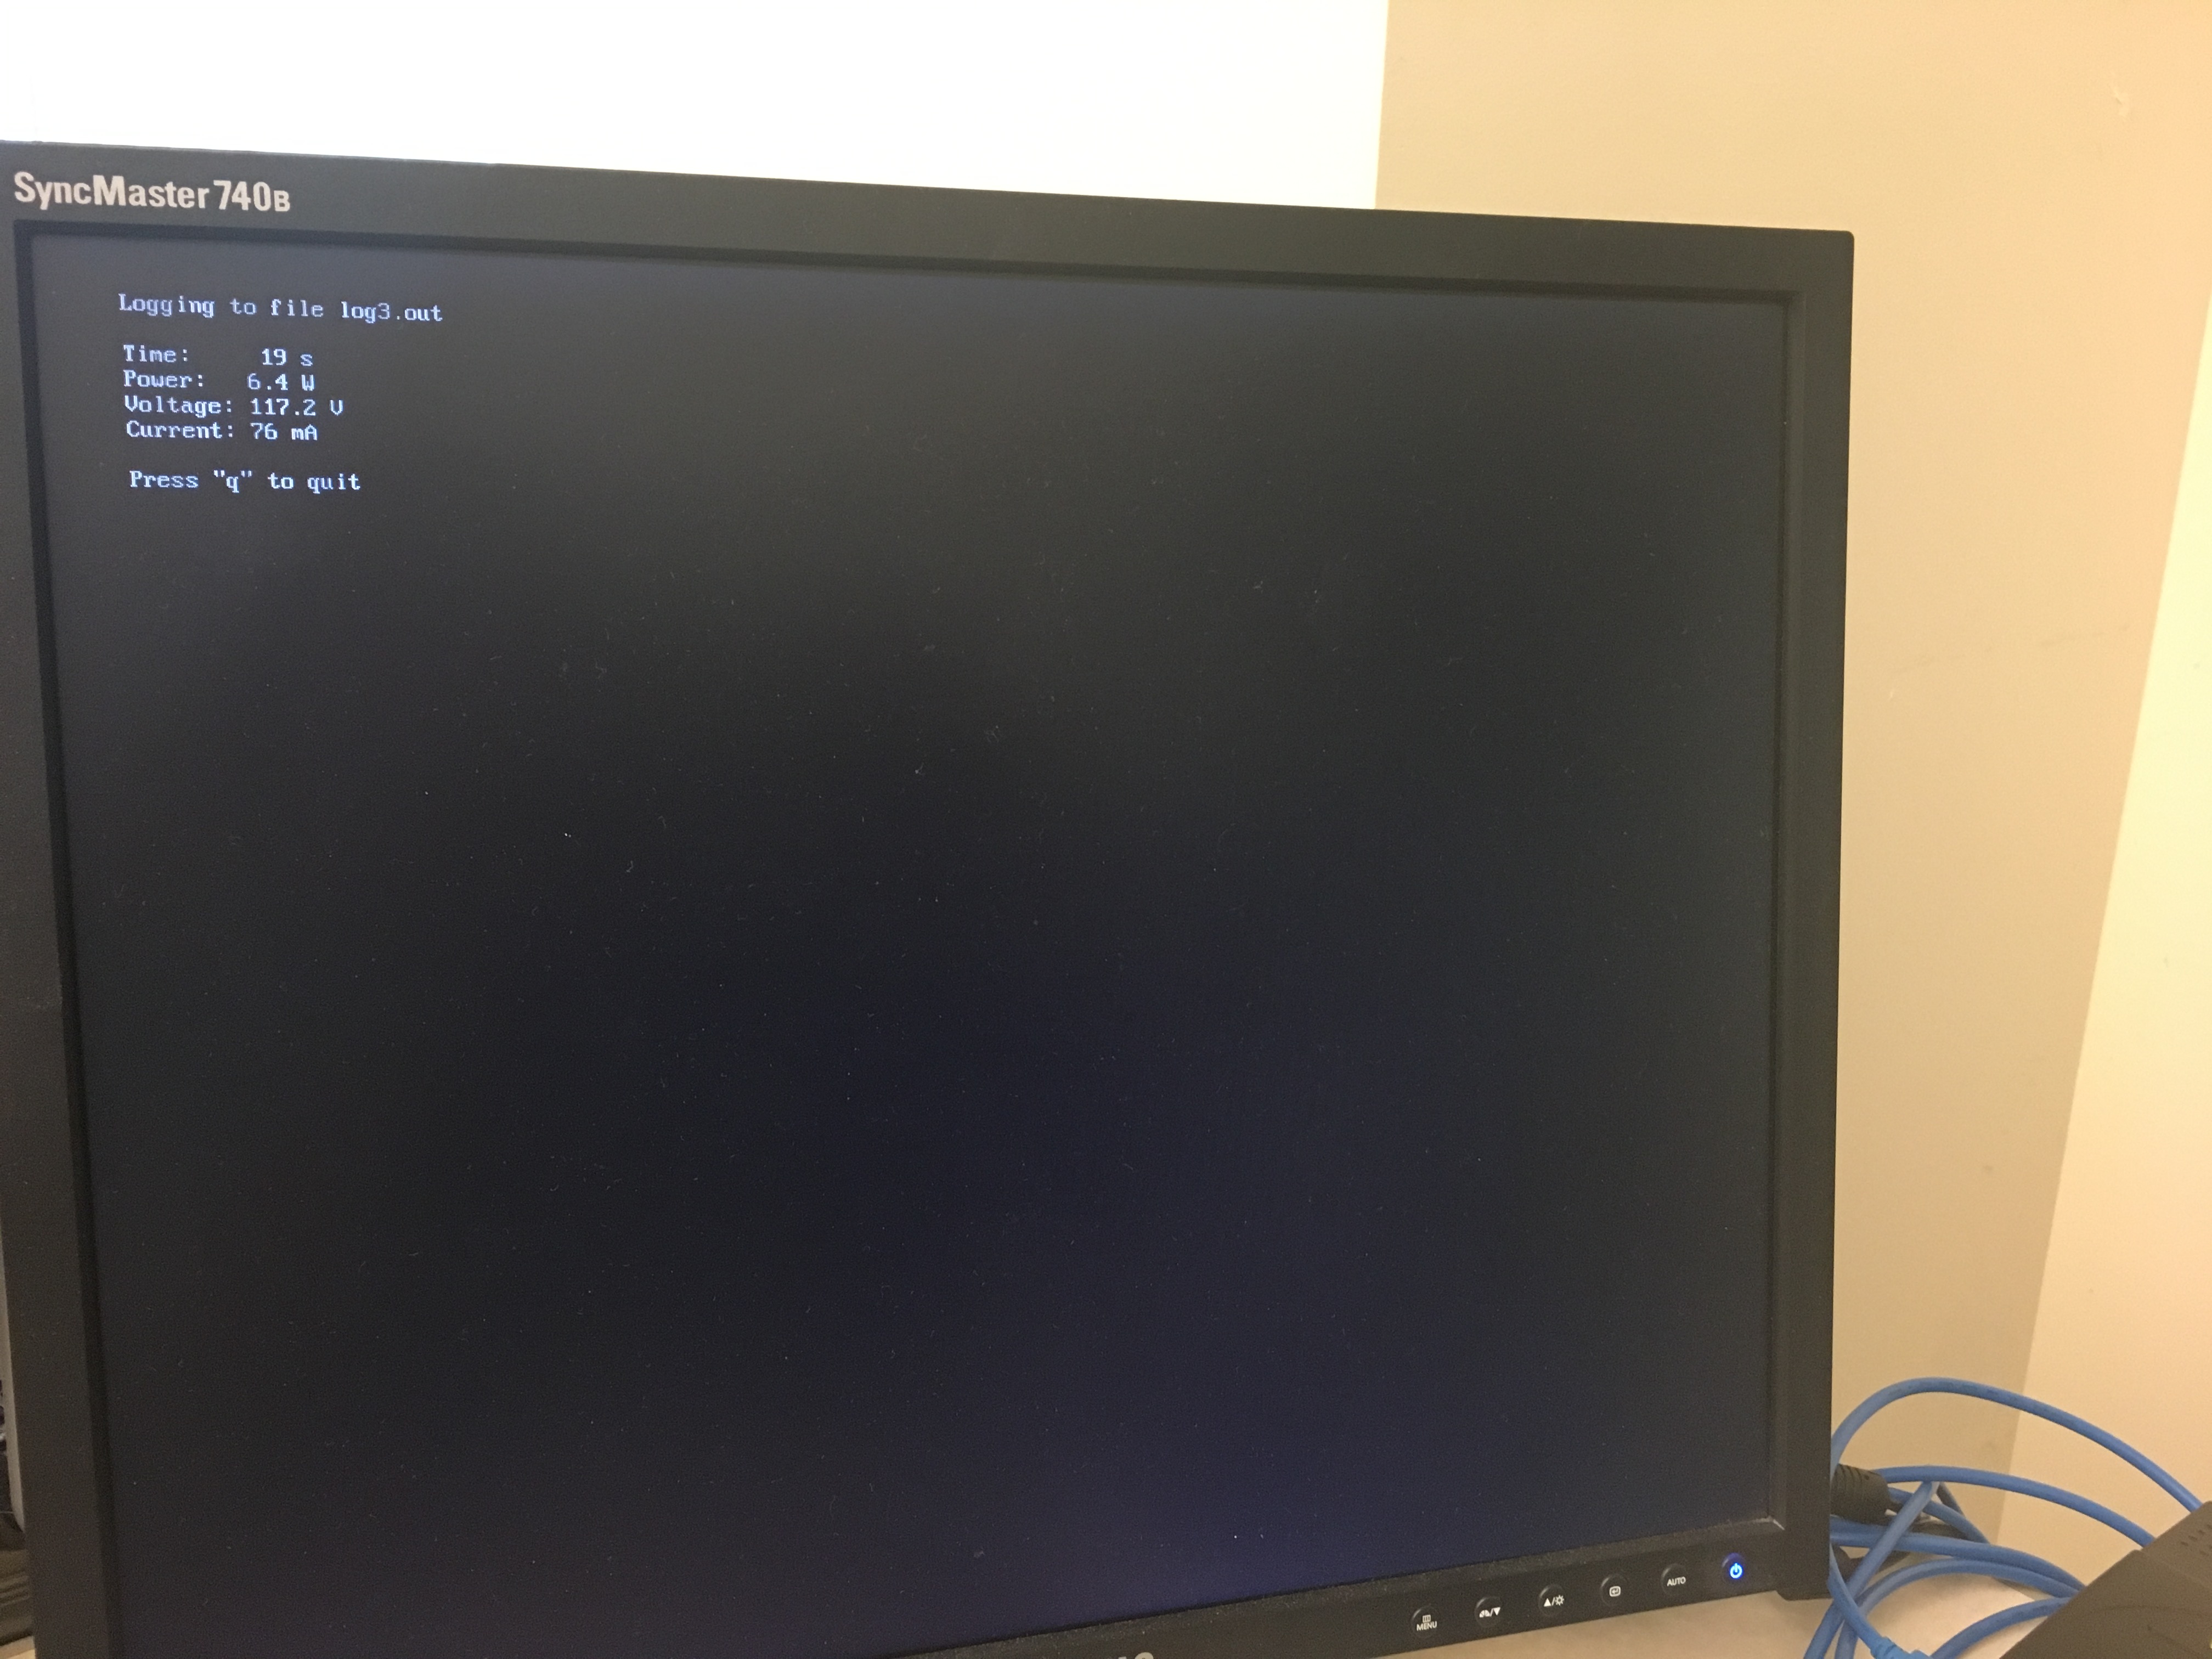 SyncMaster 740B
Logging to file log3.out
Time: 19 s
Power: 6.4 W
Voltage: 117.2 V
Current: 76 mA
Press "q" to quit
MENU
AUTO